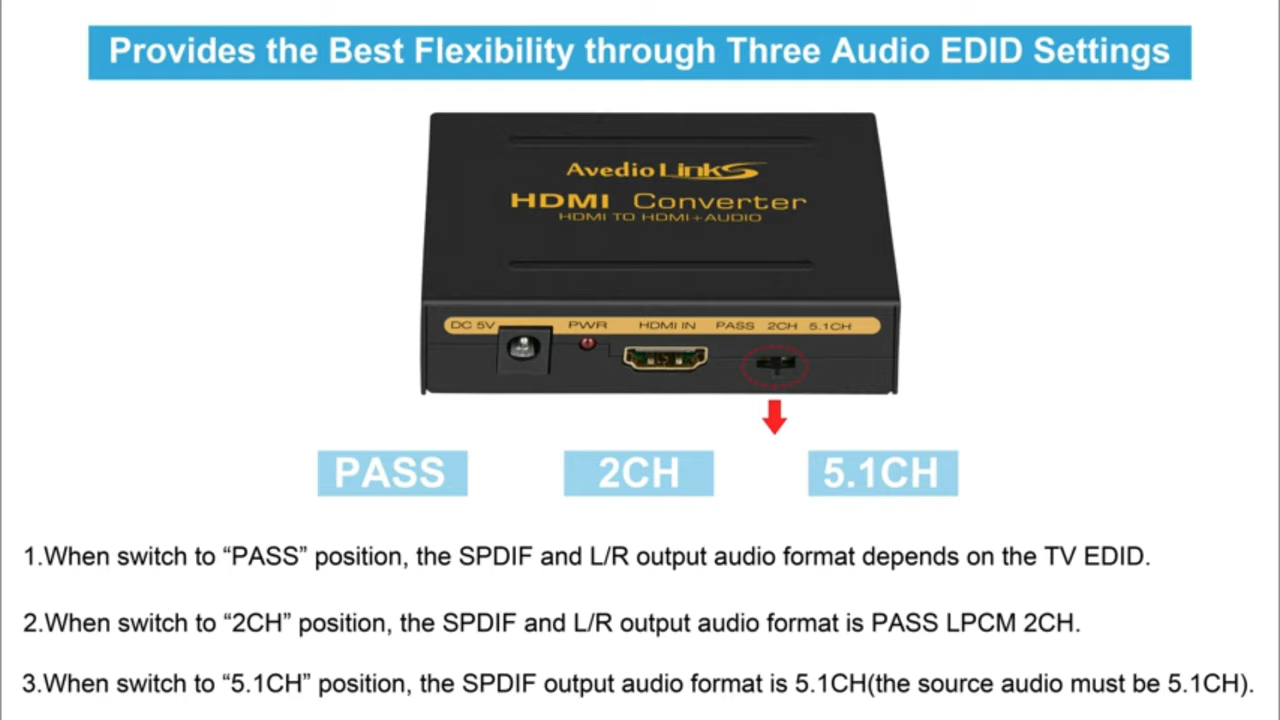 Provides the Best Flexibility through Three Audio EDID Settings
Avedio Links
HDMI Converter
HDMI TO HDMI+AUDIO
DC 5V PWR HDMI IN PASS 2CH 5.1CH
PASS 2CH 5.1CH
1.When switch to “PASS” position, the SPDIF and L/R output audio format depends on the TV EDID.
2.When switch to “2CH” position, the SPDIF and L/R output audio format is PASS LPCM 2CH.
3.When switch to “5.1CH” position, the SPDIF output audio format is 5.1CH(the source audio must be 5.1CH).